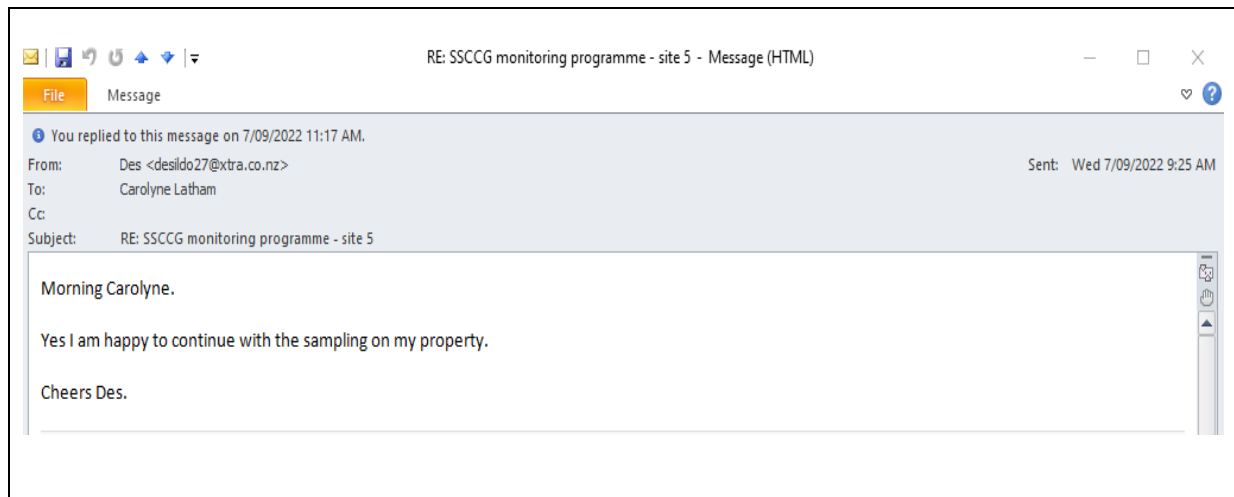 RE: SSCCG monitoring programme - site 5 - Message (HTML)
File Message
You replied to this message on 7/09/2022 11:17 AM.
From: Des <desildo27@xtra.co.nz> Sent: Wed 7/09/2022 9:25 AM
To: Carolyne Latham
Cc:
Subject: RE: SSCCG monitoring programme - site 5
Morning Carolyne.
Yes I am happy to continue with the sampling on my property.
Cheers Des.